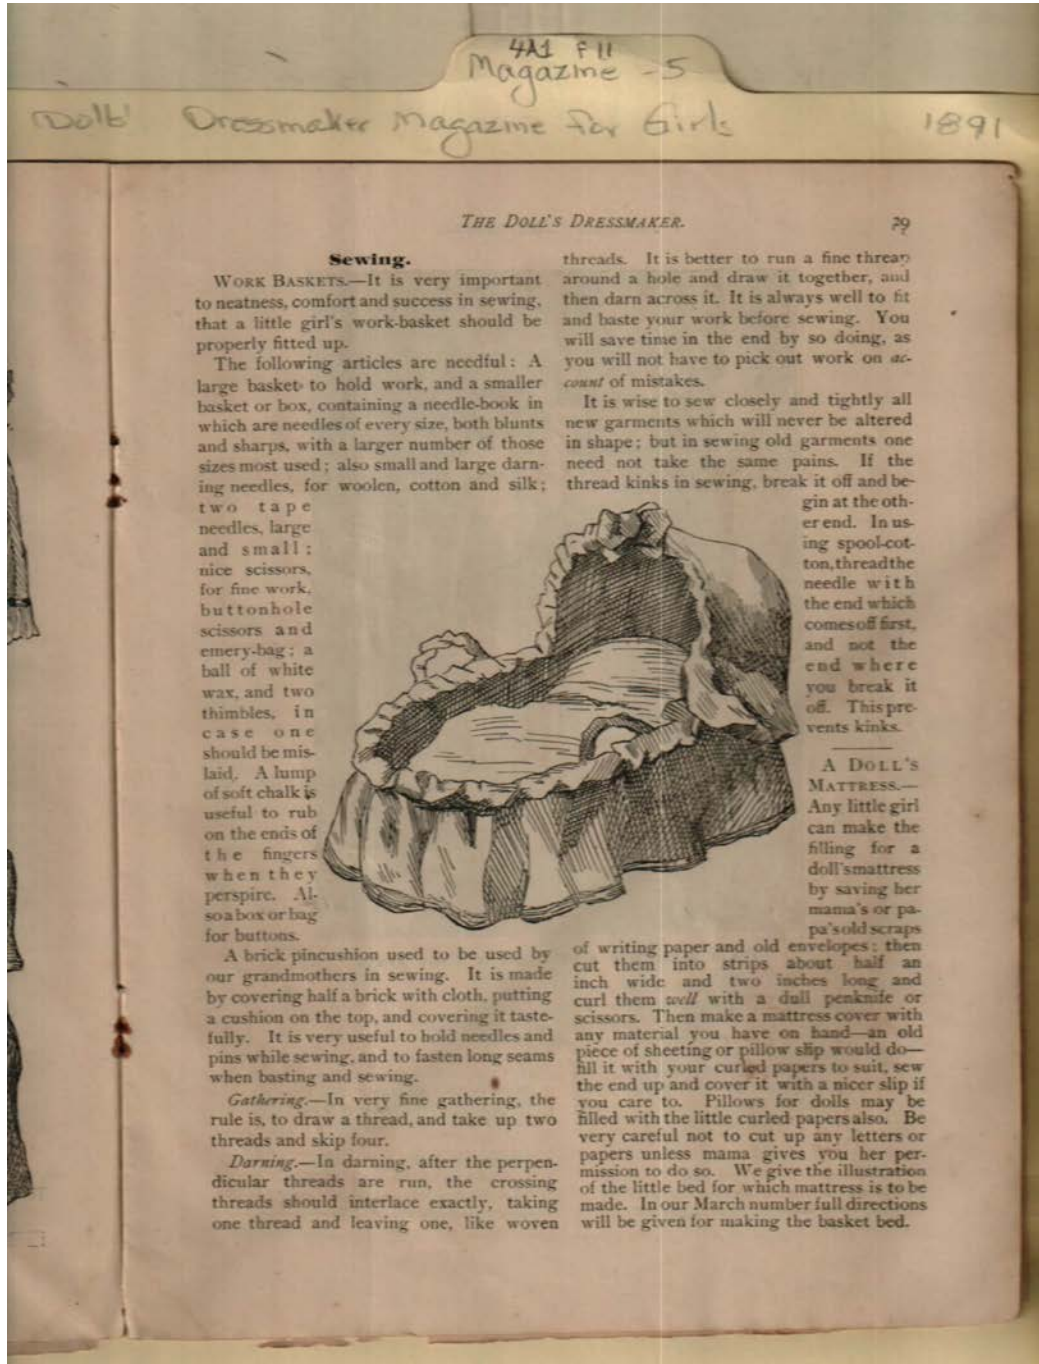 4A1 F11
Magazine - 5
Dolls' Dressmaker Magazine for Girls 1891
THE DOLL'S DRESSMAKER. 29
Sewing.
WORK BASKETS.—It is very important
to neatness, comfort and success in sewing,
that a little girl's work-basket should be
properly fitted up.
The following articles are needful: A
large basket to hold work, and a smaller
basket or box, containing a needle-book in
which are needles of every size, both blunts
and sharps, with a larger number of those
sizes most used; also small and large darn-
ing needles, for woolen, cotton and silk;
two tape
needles, large
and small;
nice scissors,
for fine work,
buttonhole
scissors and
emery-bag; a
ball of white
wax, and two
thimbles, in
case one
should be mis-
laid. A lump
of soft chalk is
useful to rub
on the ends of
the fingers
when they
perspire. Al-
so a box or bag
for buttons.
A brick pincushion used to be used by
our grandmothers in sewing. It is made
by covering half a brick with cloth, putting
a cushion on the top, and covering it taste-
fully. It is very useful to hold needles and
pins while sewing, and to fasten long seams
when basting and sewing.
Gathering.—In very fine gathering, the
rule is, to draw a thread, and take up two
threads and skip four.
Darning.—In darning, after the perpen-
dicular threads are run, the crossing
threads should interlace exactly, taking
one thread and leaving one, like woven
threads. It is better to run a fine thread
around a hole and draw it together, and
then darn across it. It is always well to fit
and baste your work before sewing. You
will save time in the end by so doing, as
you will not have to pick out work on ac-
count of mistakes.
It is wise to sew closely and tightly all
new garments which will never be altered
in shape; but in sewing old garments one
need not take the same pains. If the
thread kinks in sewing, break it off and be-
gin at the oth-
er end. In us-
ing spool-cot-
ton, thread the
needle with
the end which
comes off first,
and not the
end where
you break it
off. This pre-
vents kinks.
A DOLL'S
MATTRESS.—
Any little girl
can make the
filling for a
doll's mattress
by saving her
mama's or pa-
pa's old scraps
of writing paper and old envelopes; then
cut them into strips about half an
inch wide and two inches long and
curl them well with a dull penknife or
scissors. Then make a mattress cover with
any material you have on hand—an old
piece of sheeting or pillow slip would do—
fill it with your curled papers to suit, sew
the end up and cover it with a nicer slip if
you care to. Pillows for dolls may be
filled with the little curled papers also. Be
very careful not to cut up any letters or
papers unless mama gives you her per-
mission to do so. We give the illustration
of the little bed for which mattress is to be
made. In our March number full directions
will be given for making the basket bed.